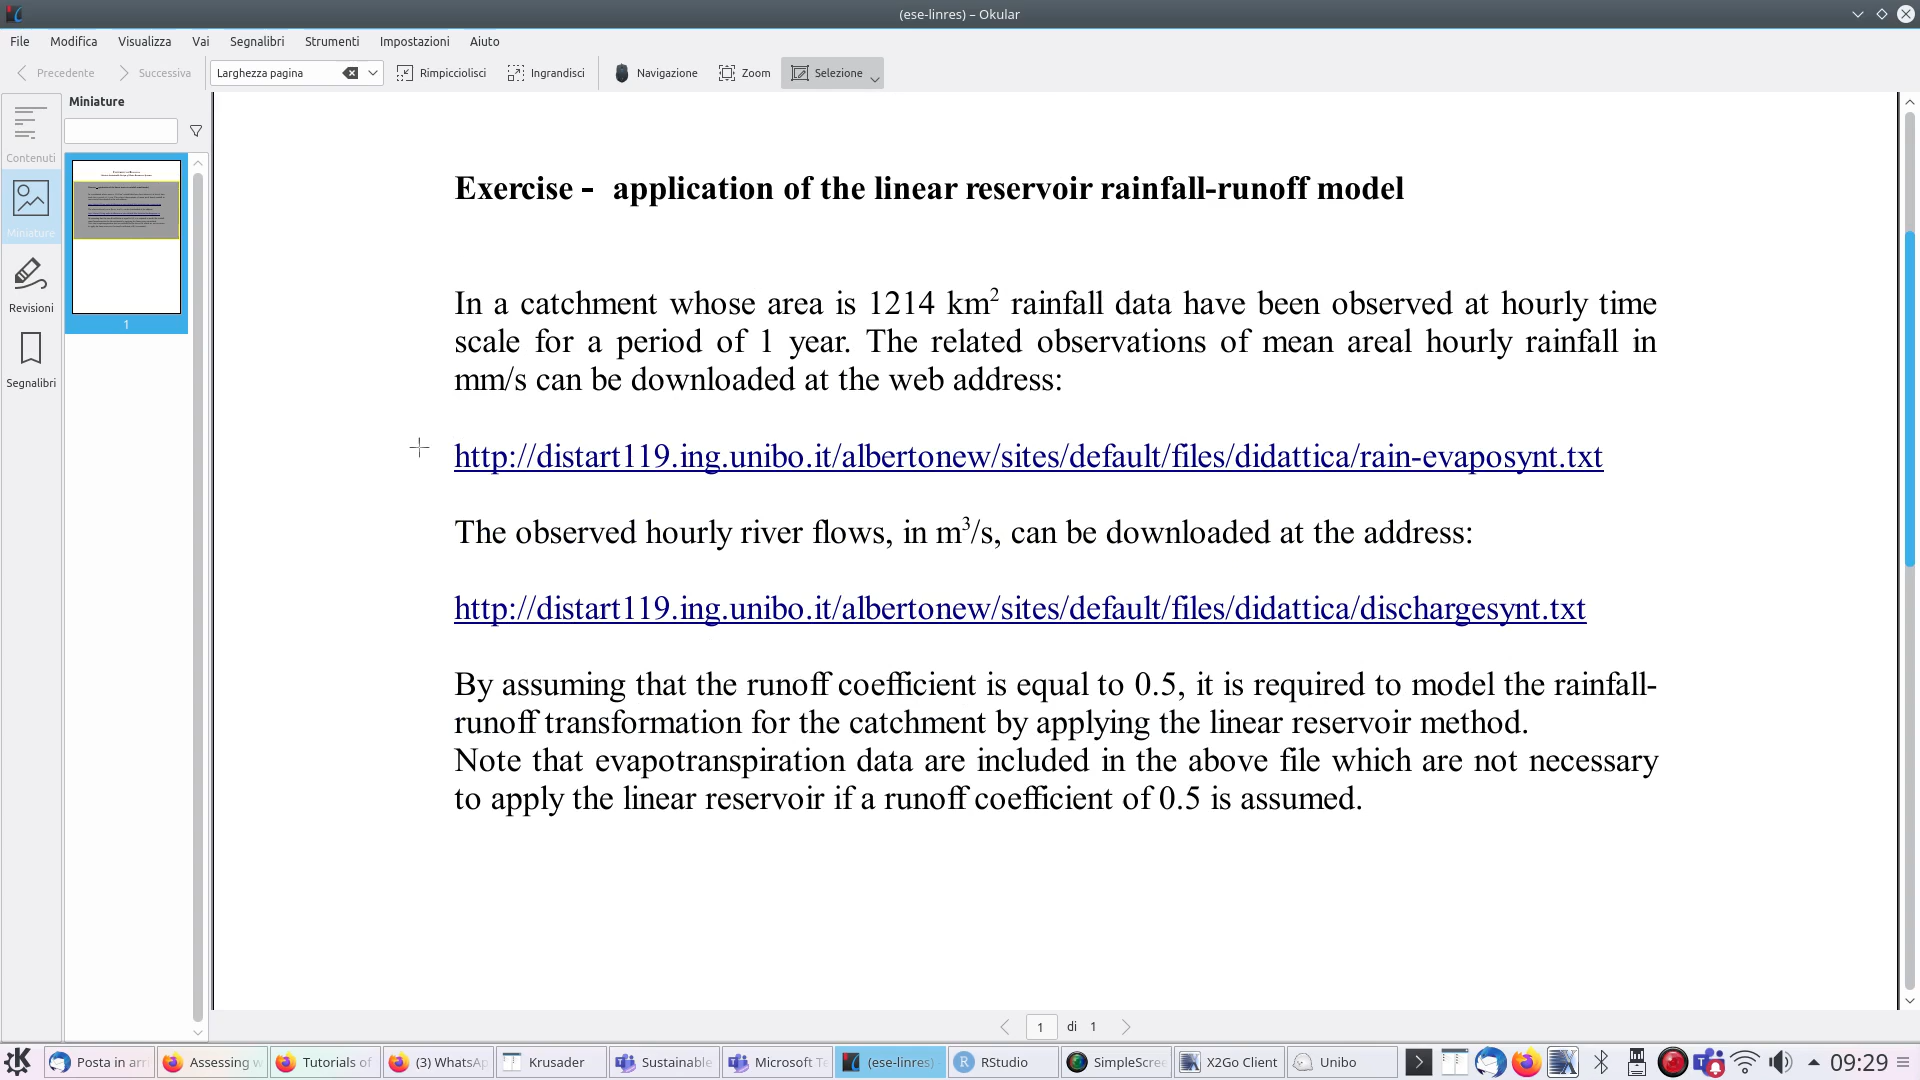 (ese-linres) – Okular
File Modifica Visualizza Vai Segnalibri Strumenti Impostazioni Aiuto
Precedente Successiva Larghezza pagina Rimpicciolisci Ingrandisci Navigazione Zoom Selezione
Miniature
Contenuti
Miniature
Revisioni
Segnalibri
1
Exercise - application of the linear reservoir rainfall-runoff model
In a catchment whose area is 1214 km² rainfall data have been observed at hourly time
scale for a period of 1 year. The related observations of mean areal hourly rainfall in
mm/s can be downloaded at the web address:
http://distart119.ing.unibo.it/albertonew/sites/default/files/didattica/rain-evaposynt.txt
The observed hourly river flows, in m³/s, can be downloaded at the address:
http://distart119.ing.unibo.it/albertonew/sites/default/files/didattica/dischargesynt.txt
By assuming that the runoff coefficient is equal to 0.5, it is required to model the rainfall-
runoff transformation for the catchment by applying the linear reservoir method.
Note that evapotranspiration data are included in the above file which are not necessary
to apply the linear reservoir if a runoff coefficient of 0.5 is assumed.
1 di 1
Posta in arri Assessing w Tutorials of (3) WhatsAp Krusader Sustainable Microsoft Te (ese-linres) - RStudio SimpleScree X2Go Client Unibo 09:29